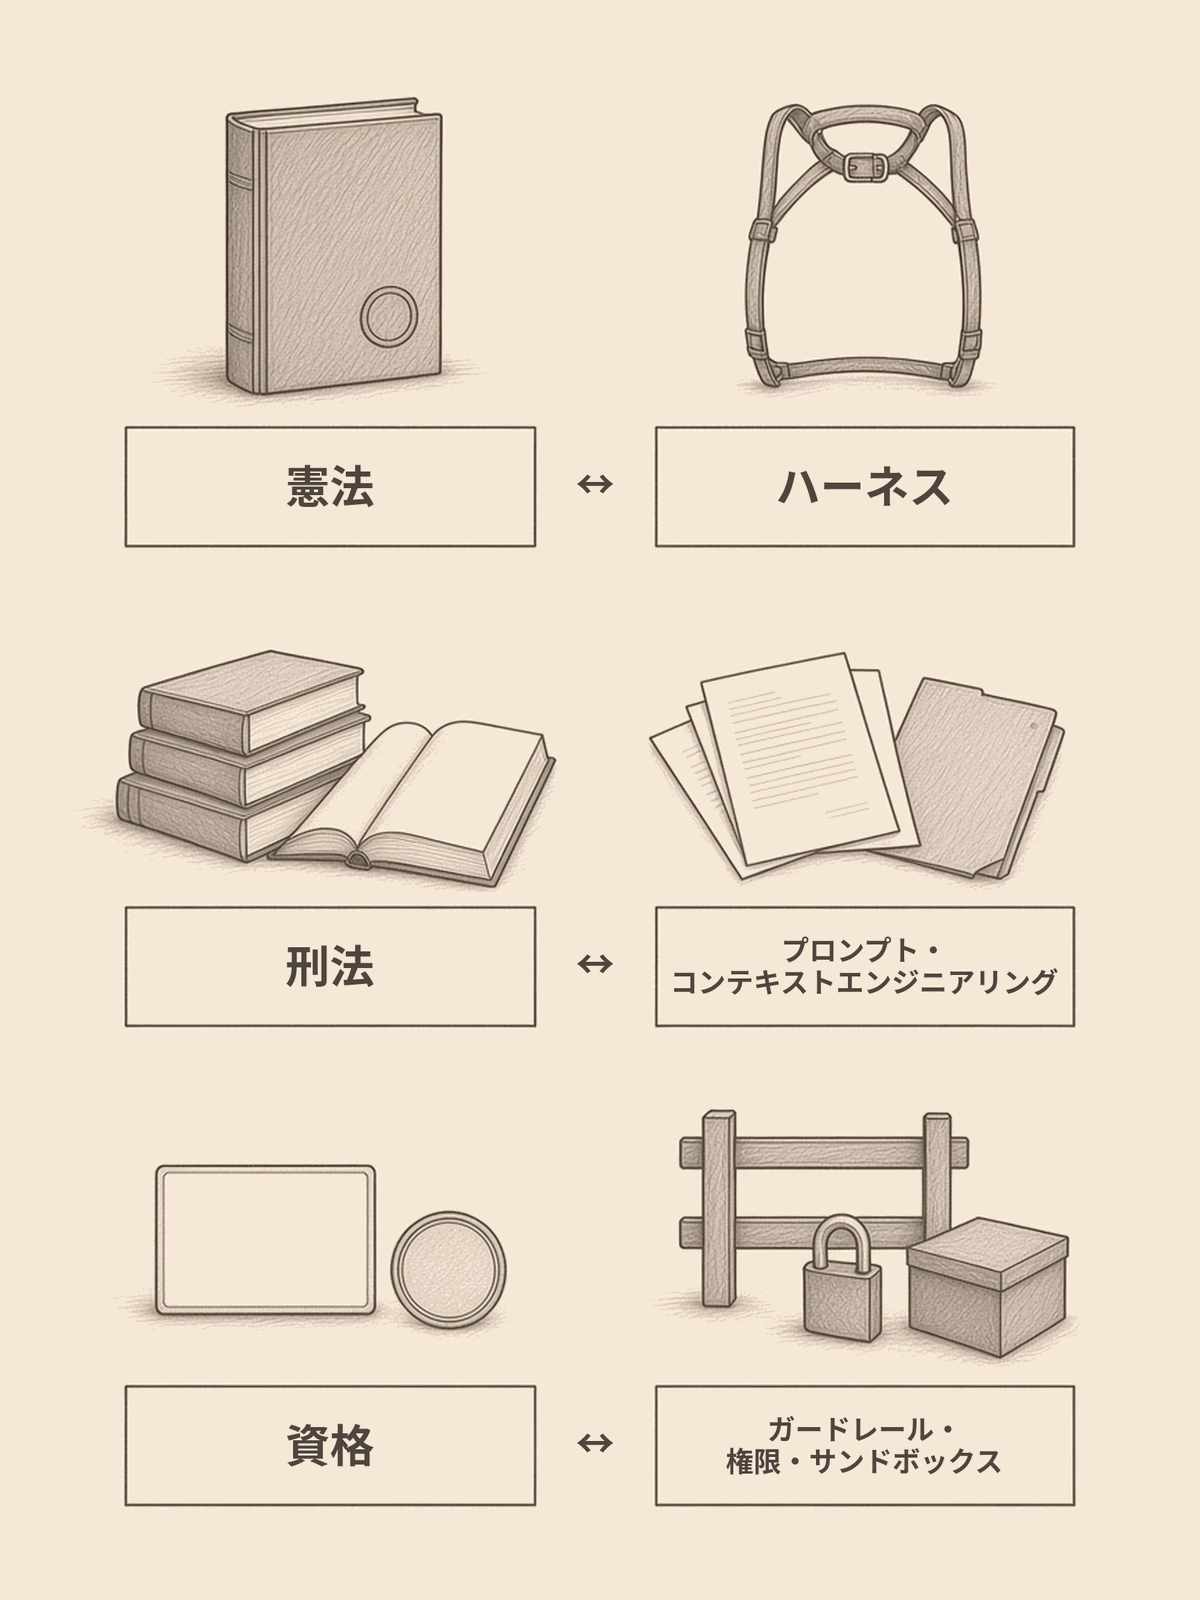 憲法
↔
ハーネス
刑法
↔
プロンプト・
コンテキストエンジニアリング
資格
↔
ガードレール・
権限・サンドボックス